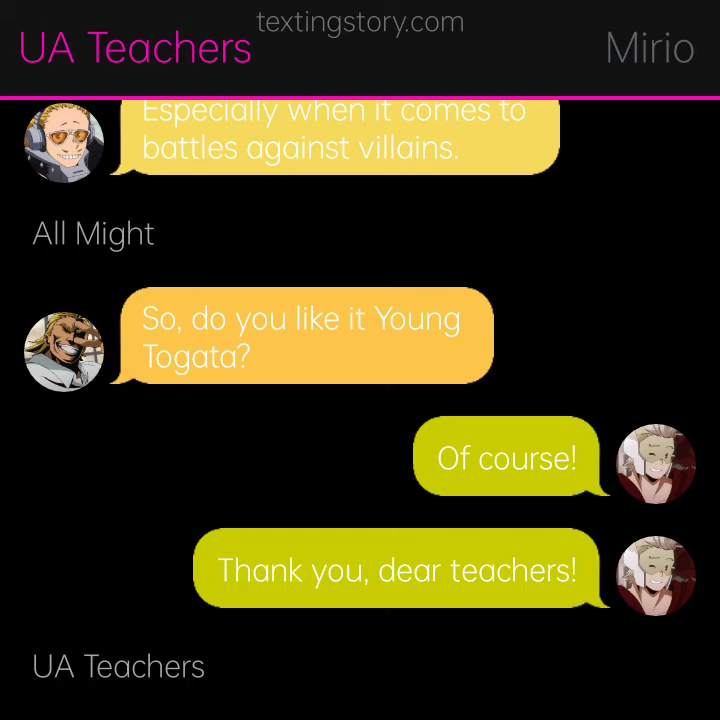 textingstory.com
UA Teachers
Mirio
Especially when it comes to
battles against villains.
All Might
So, do you like it Young
Togata?
Of course!
Thank you, dear teachers!
UA Teachers